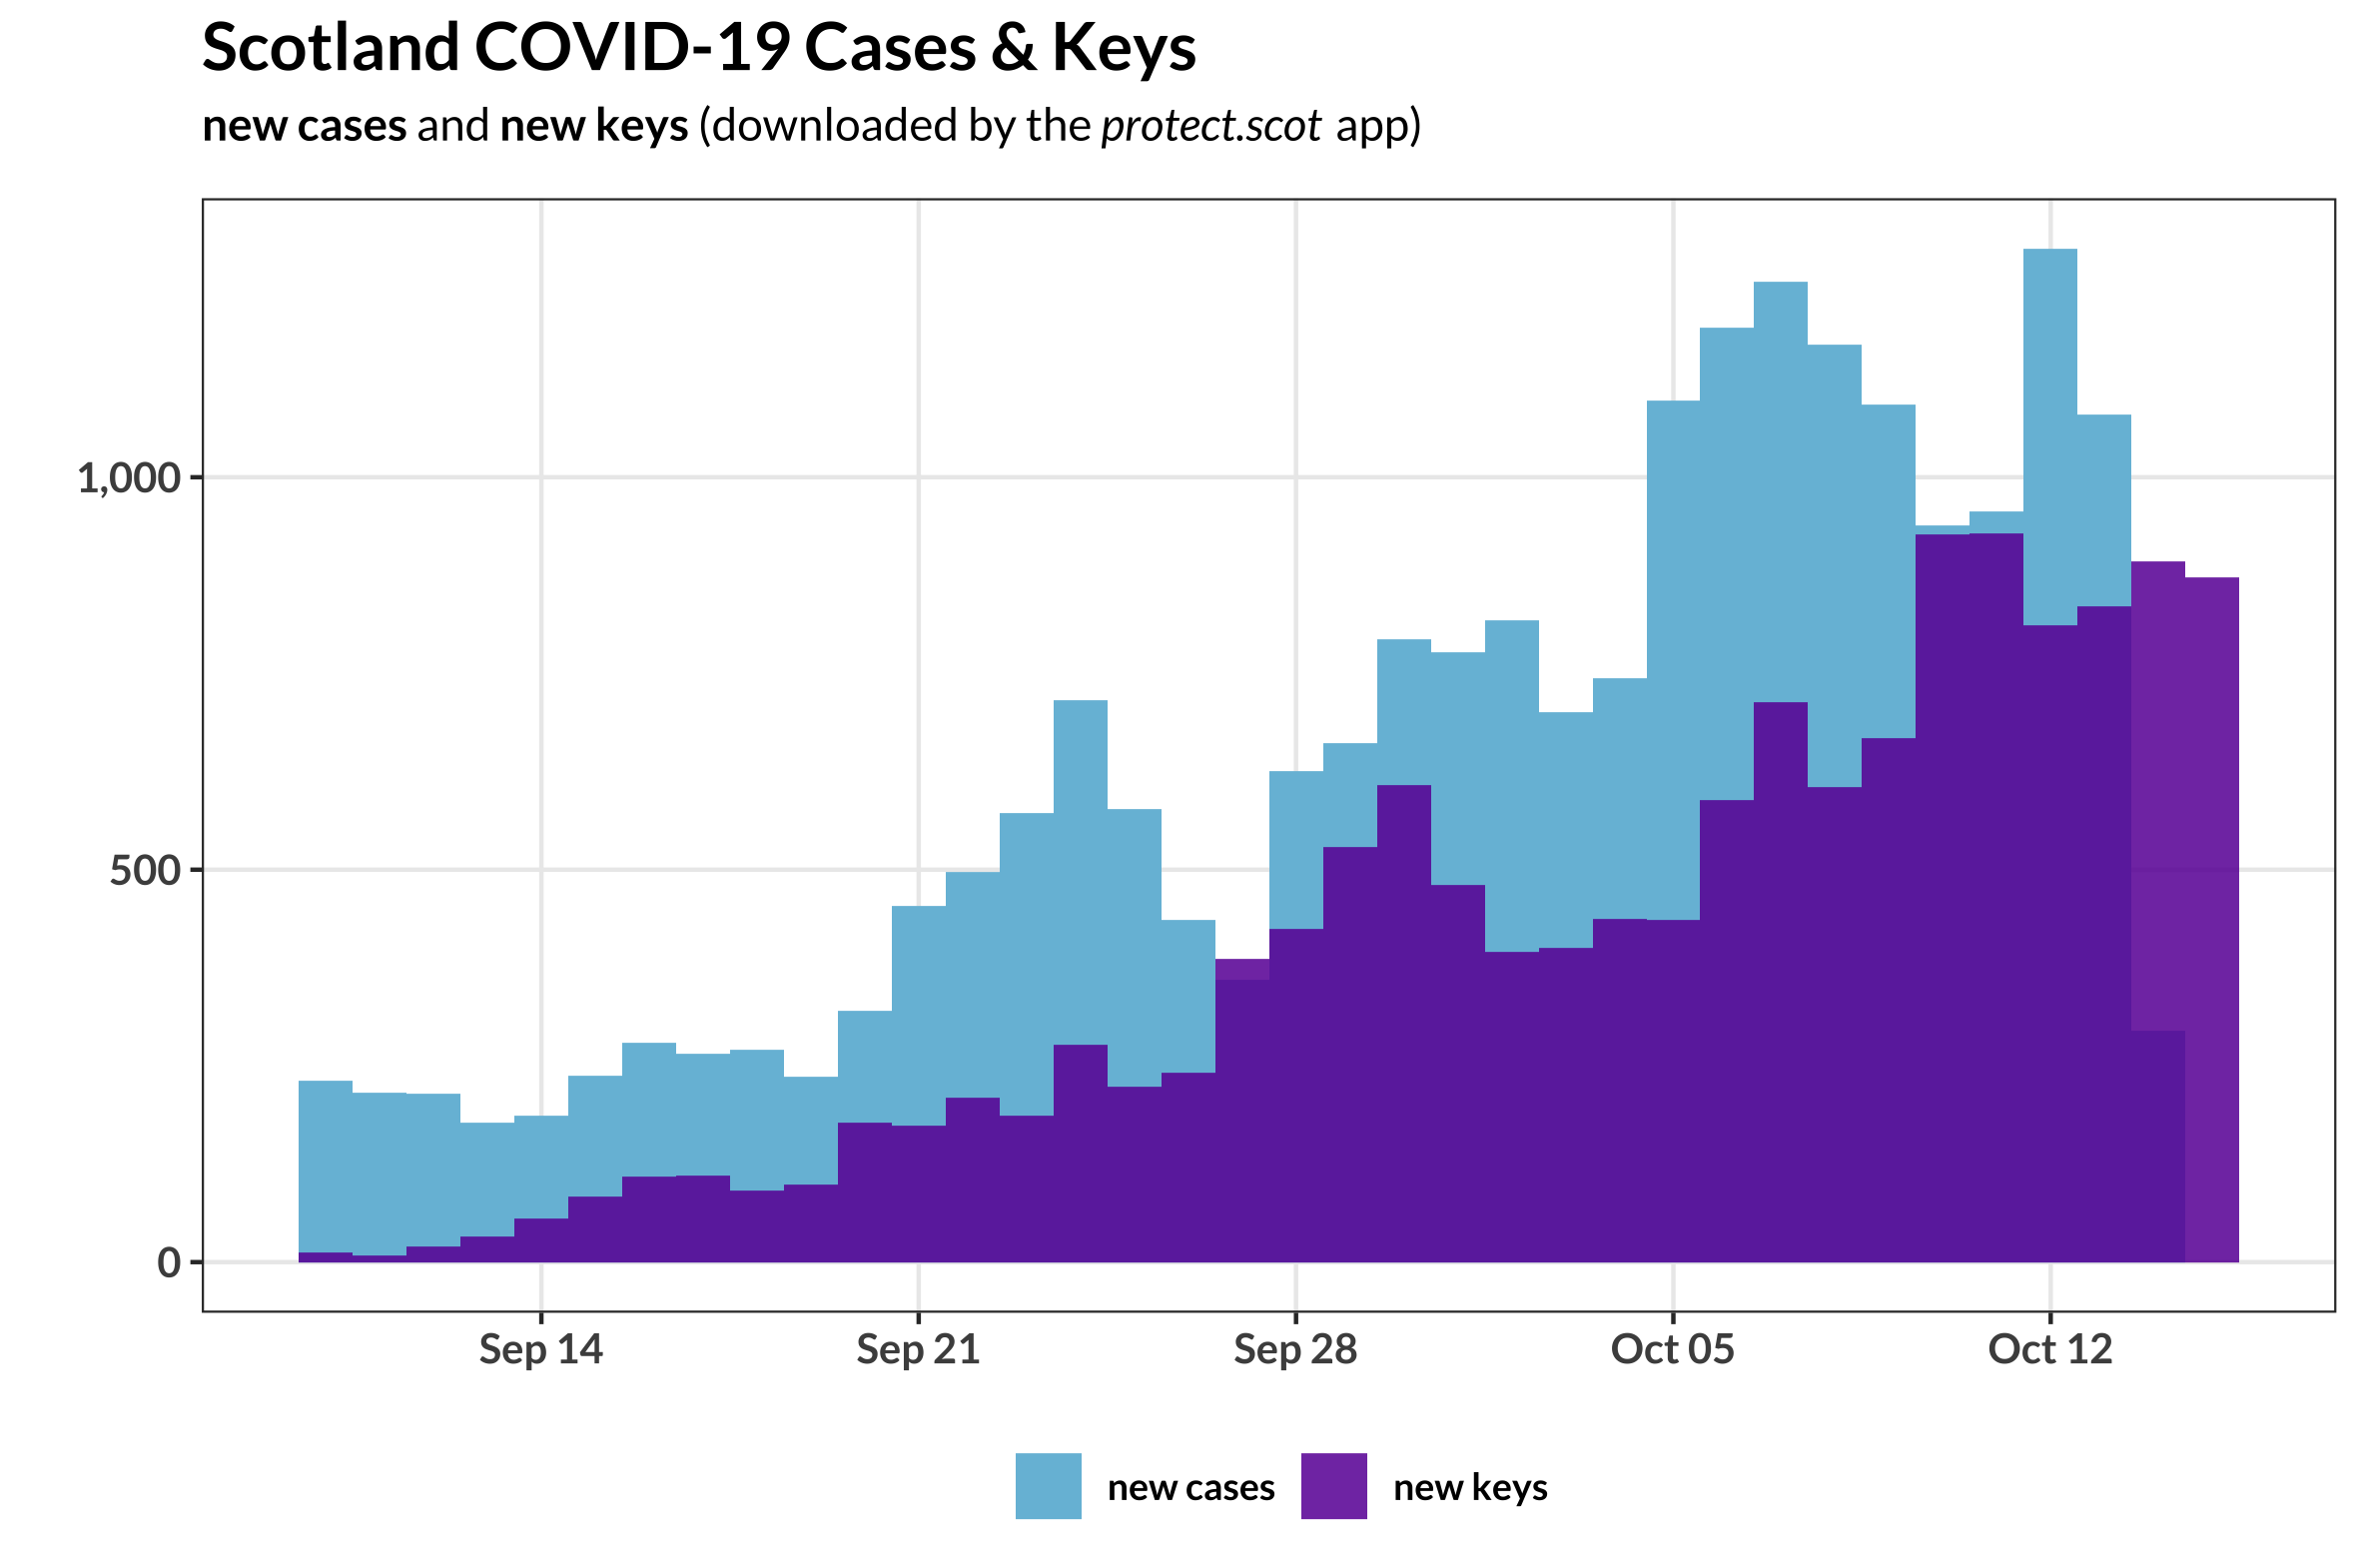 Scotland COVID-19 Cases & Keys
new cases and new keys (downloaded by the protect.scot app)
1,000
500
0
Sep 14 Sep 21 Sep 28 Oct 05 Oct 12
new cases new keys